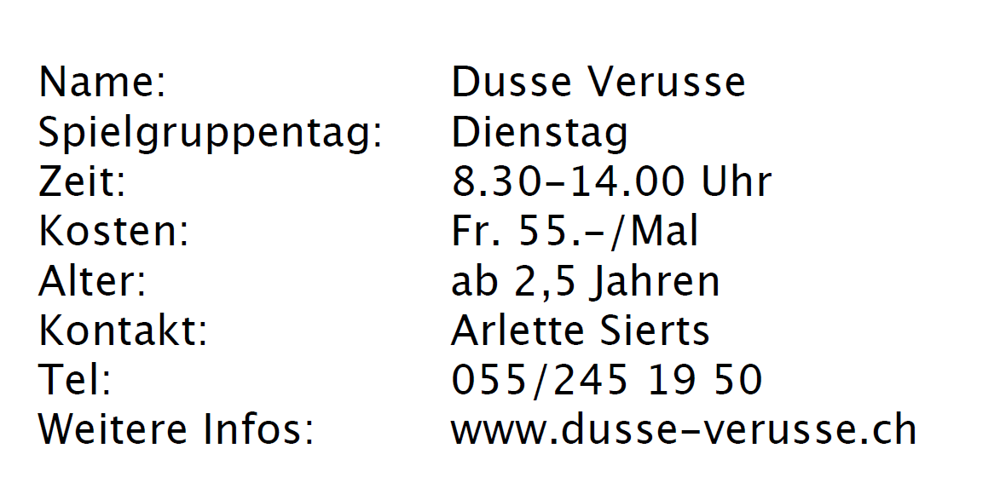 Name: Dusse Verusse
Spielgruppentag: Dienstag
Zeit: 8.30-14.00 Uhr
Kosten: Fr. 55.-/Mal
Alter: ab 2,5 Jahren
Kontakt: Arlette Sierts
Tel: 055/245 19 50
Weitere Infos: www.dusse-verusse.ch